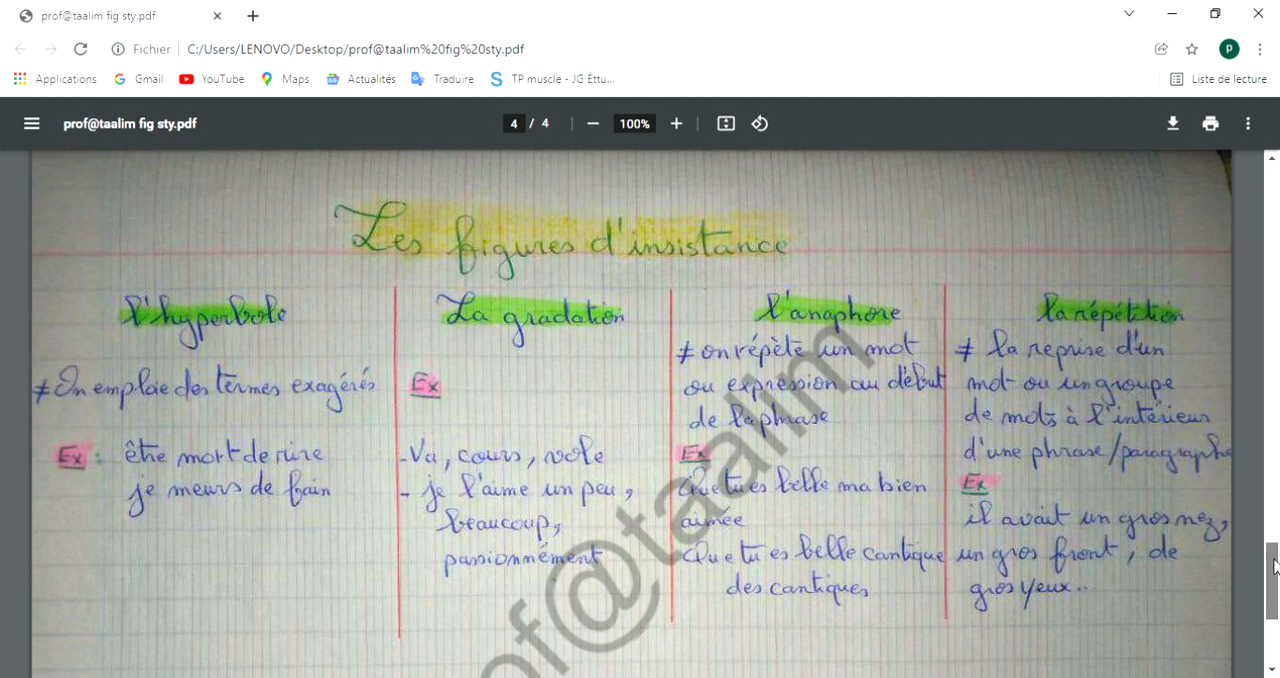 prof@taalim fig sty.pdf
Fichier
C:/Users/LENOVO/Desktop/prof@taalim%20fig%20sty.pdf
P
Applications
Gmail
YouTube
Maps
Actualités
Traduire
TP muscle - JG Éttu...
Liste de lecture
prof@taalim fig sty.pdf
4 / 4
100%
Les figures d'insistance
l'hyperbole
≠ On emploie des termes exagérés
Ex : être mort de rire
je meurs de faim
La gradation
Ex
- Va, cours, vole
- je l'aime un peu,
beaucoup,
passionnément
l'anaphore
≠ on répète un mot
ou expression au début
de la phrase
Ex
Que tu es belle ma bien
aimée
Que tu es belle cantique
des cantiques
la répétition
≠ la reprise d'un
mot ou un groupe
de mots à l'intérieur
d'une phrase/paragraphe
Ex
il avait un gros nez,
un gros front, de
gros yeux..
of@taalim